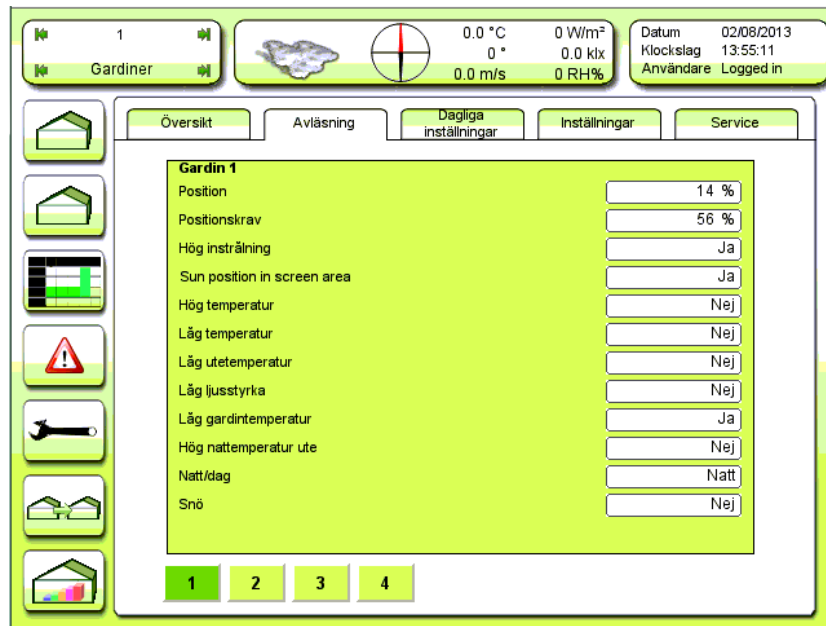 1
Gardiner
0.0 °C 0 W/m²
0 ° 0.0 klx
0.0 m/s 0 RH%
Datum 02/08/2013
Klockslag 13:55:11
Användare Logged in
Översikt
Avläsning
Dagliga
inställningar
Inställningar
Service
Gardin 1
Position 14 %
Positionskrav 56 %
Hög instrålning Ja
Sun position in screen area Ja
Hög temperatur Nej
Låg temperatur Nej
Låg utetemperatur Nej
Låg ljusstyrka Nej
Låg gardintemperatur Ja
Hög nattemperatur ute Nej
Natt/dag Natt
Snö Nej
1 2 3 4